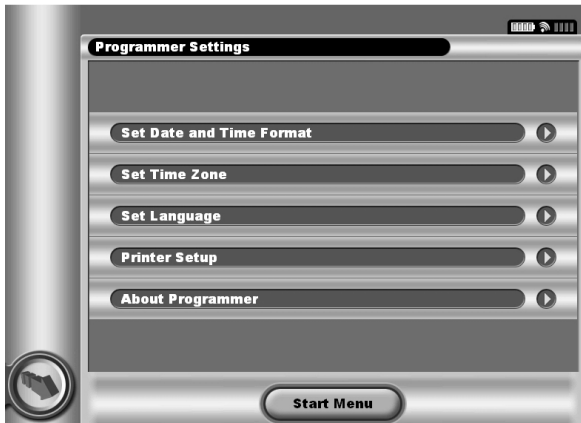 Programmer Settings
Set Date and Time Format
Set Time Zone
Set Language
Printer Setup
About Programmer
Start Menu